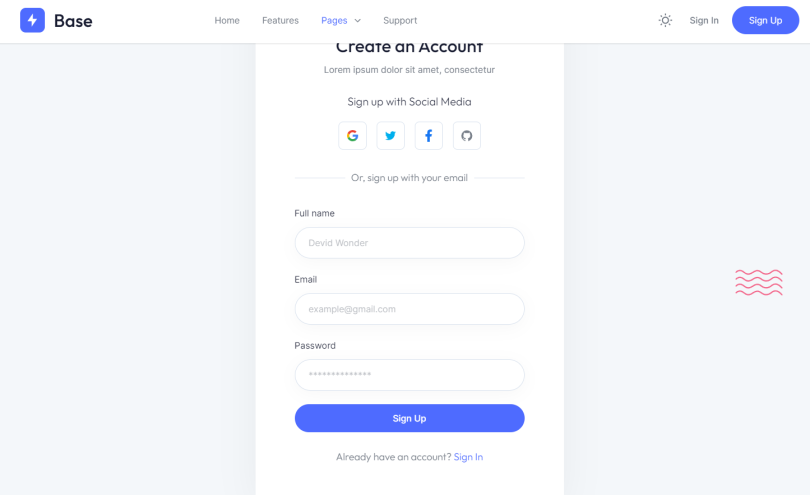 Base
Home Features Pages Support
Sign In Sign Up
Create an Account
Lorem ipsum dolor sit amet, consectetur
Sign up with Social Media
Or, sign up with your email
Full name
Devid Wonder
Email
example@gmail.com
Password
**************
Sign Up
Already have an account? Sign In